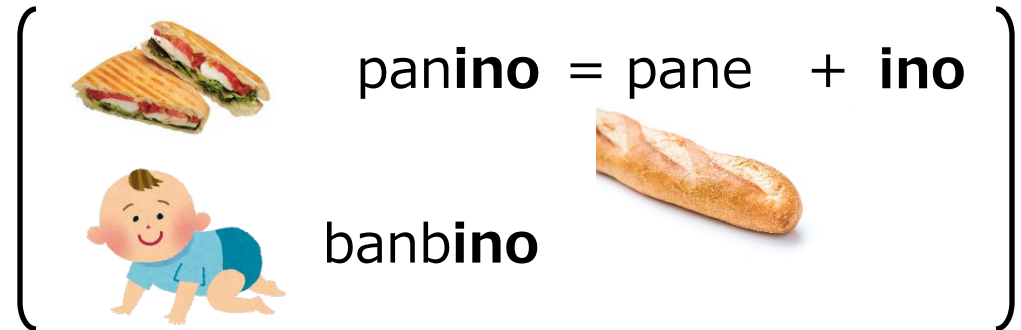 panino = pane + ino
banbino